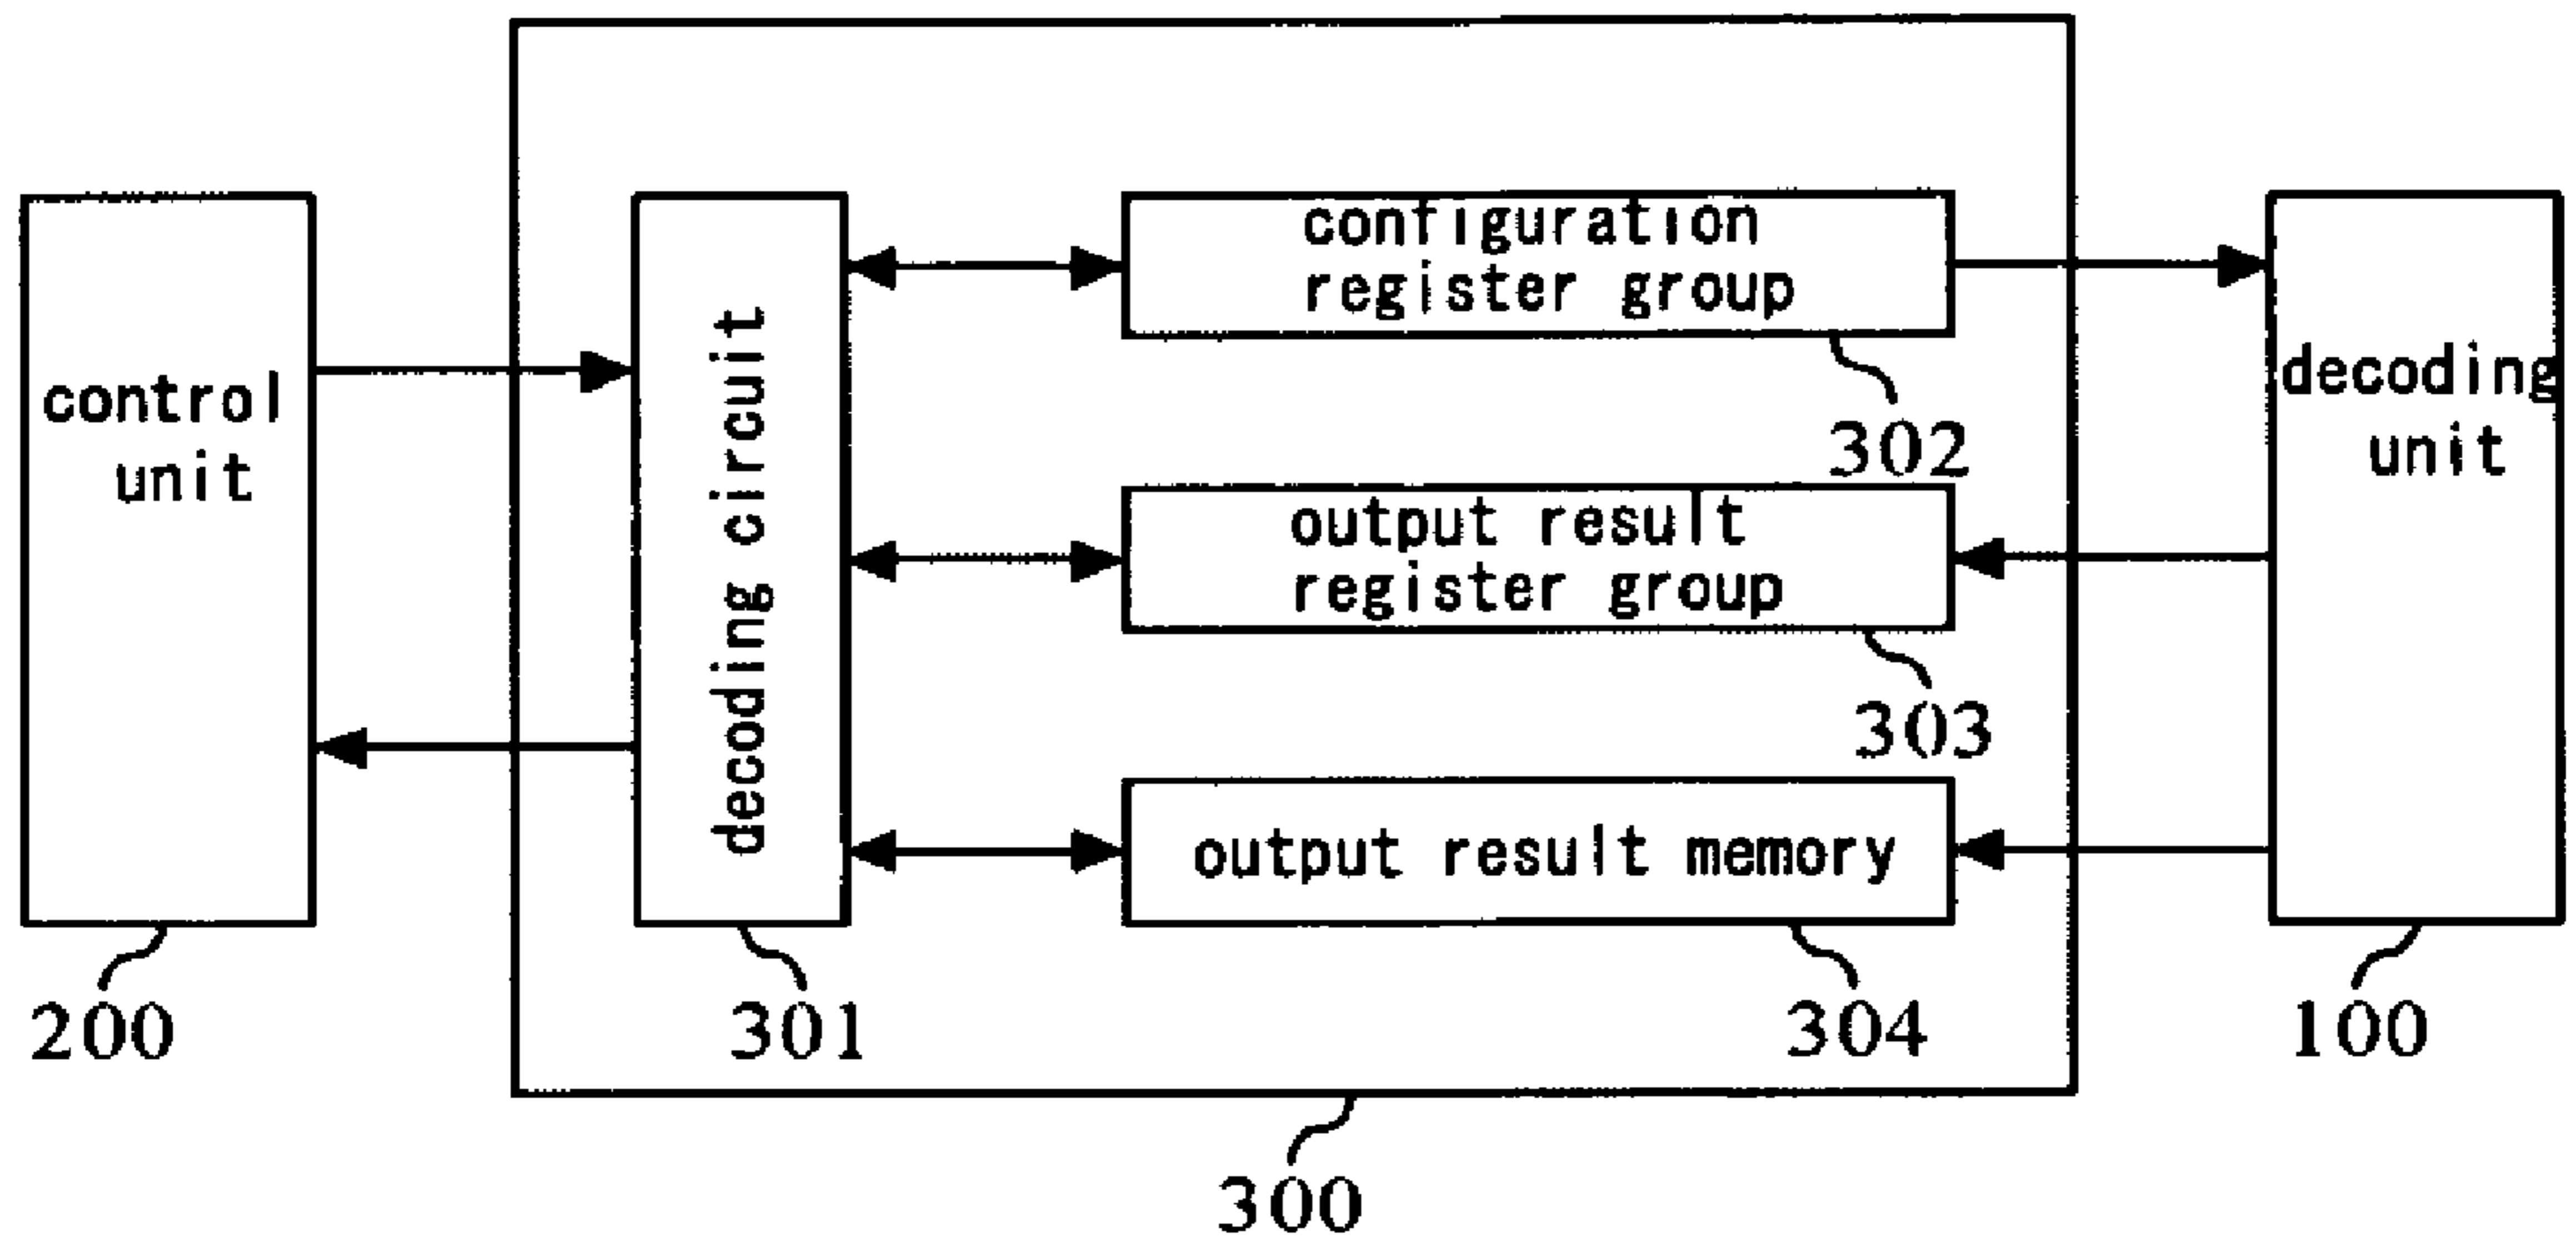 control
unit
200
decoding circuit
301
configuration
register group
302
output result
register group
303
output result memory
304
decoding
unit
100
300